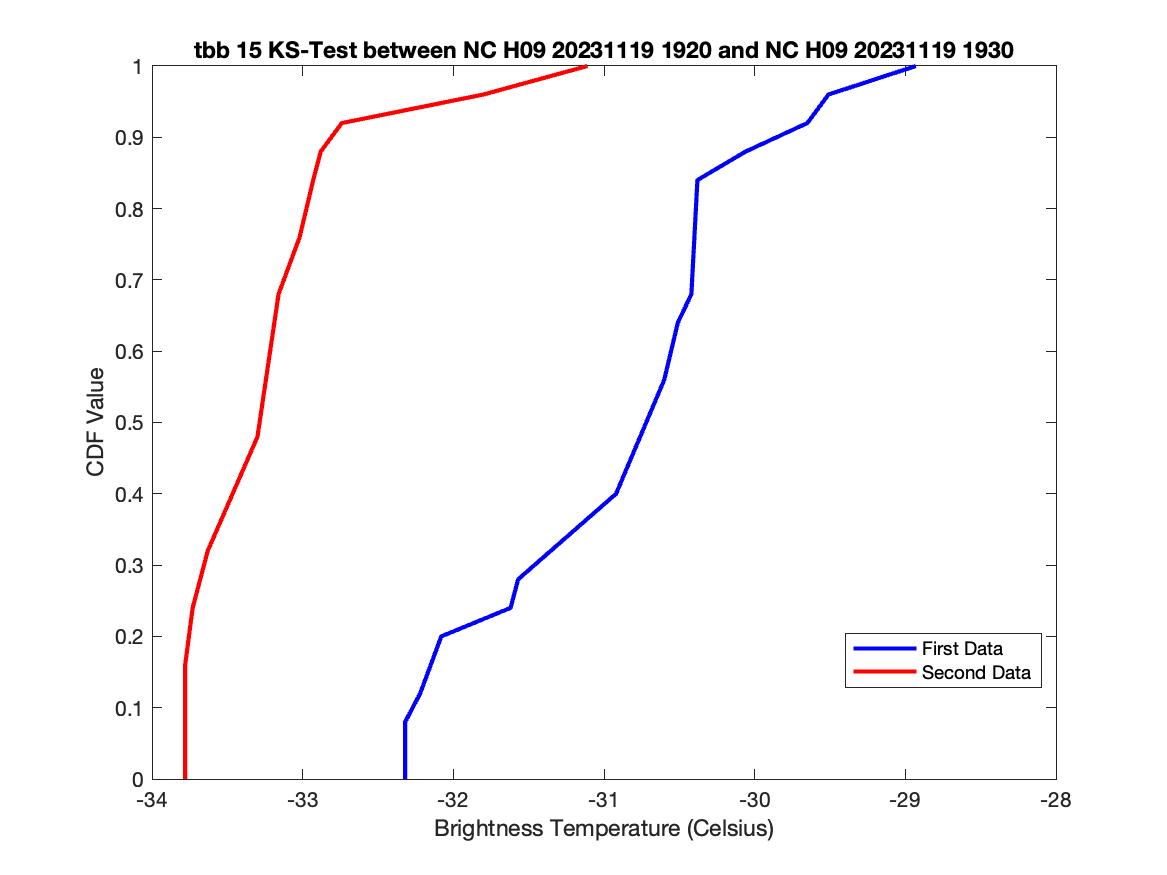 tbb 15 KS-Test between NC H09 20231119 1920 and NC H09 20231119 1930
1
0.9
0.8
0.7
0.6
0.5
0.4
0.3
0.2
0.1
0
CDF Value
First Data
Second Data
-34 -33 -32 -31 -30 -29 -28
Brightness Temperature (Celsius)